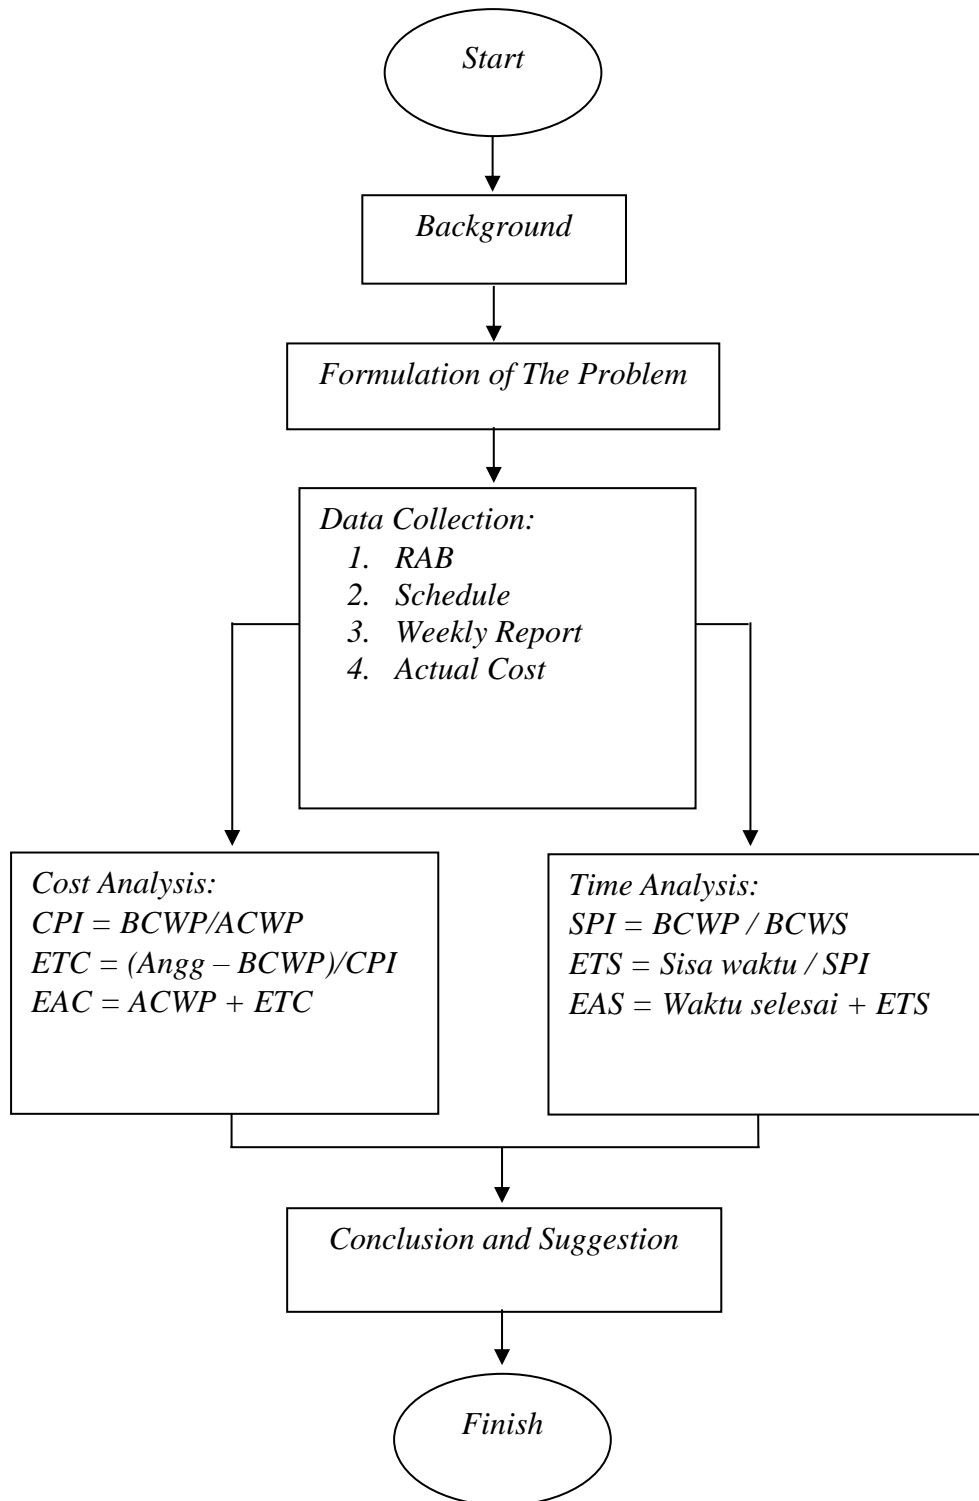 Start
Background
Formulation of The Problem
Data Collection:
1. RAB
2. Schedule
3. Weekly Report
4. Actual Cost
Cost Analysis:
CPI = BCWP/ACWP
ETC = (Angg – BCWP)/CPI
EAC = ACWP + ETC
Time Analysis:
SPI = BCWP / BCWS
ETS = Sisa waktu / SPI
EAS = Waktu selesai + ETS
Conclusion and Suggestion
Finish